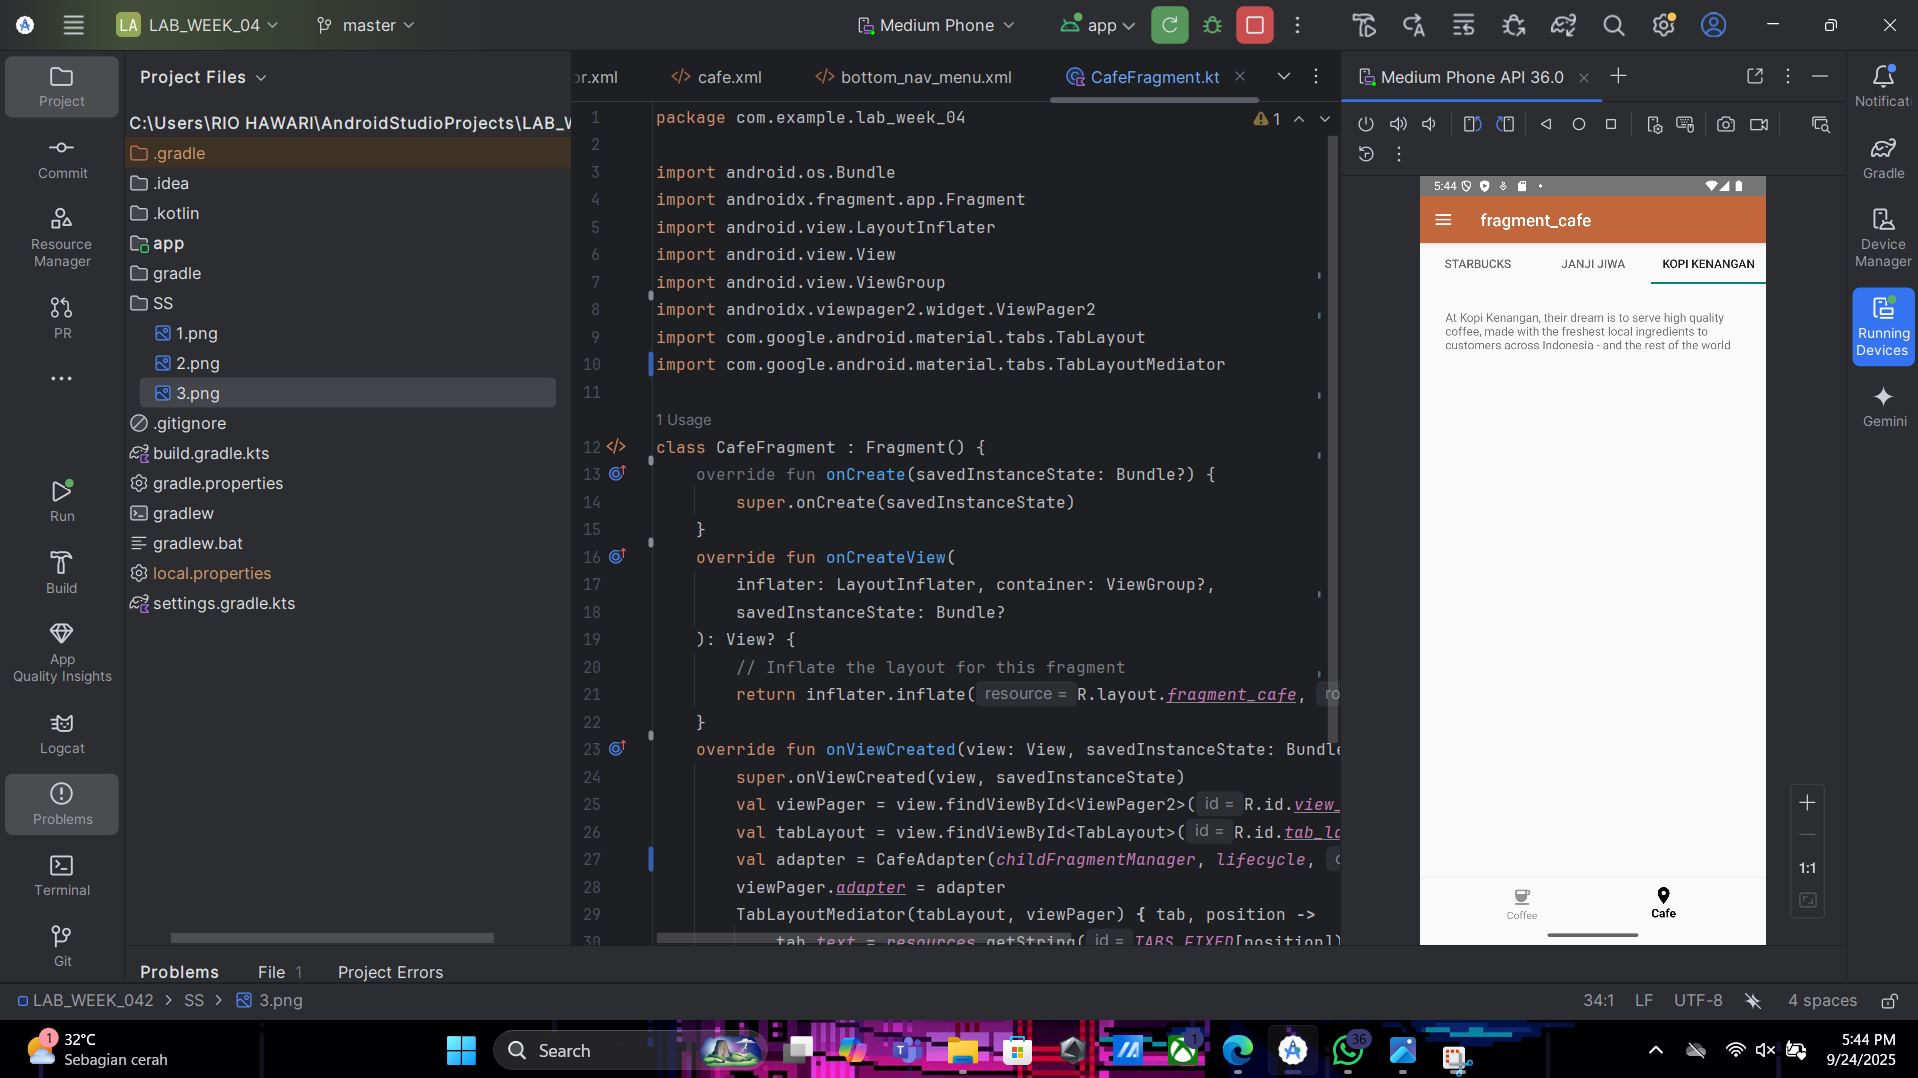 LA LAB_WEEK_04
master
Medium Phone
app
Project
Commit
Resource
Manager
PR
Run
Build
App
Quality Insights
Logcat
Problems
Terminal
Git
Project Files
C:\Users\RIO HAWARI\AndroidStudioProjects\LAB_W
.gradle
.idea
.kotlin
app
gradle
SS
1.png
2.png
3.png
.gitignore
build.gradle.kts
gradle.properties
gradlew
gradlew.bat
local.properties
settings.gradle.kts
or.xml
cafe.xml
bottom_nav_menu.xml
CafeFragment.kt
1
1 package com.example.lab_week_04
2
3 import android.os.Bundle
4 import androidx.fragment.app.Fragment
5 import android.view.LayoutInflater
6 import android.view.View
7 import android.view.ViewGroup
8 import androidx.viewpager2.widget.ViewPager2
9 import com.google.android.material.tabs.TabLayout
10 import com.google.android.material.tabs.TabLayoutMediator
11
1 Usage
12 class CafeFragment : Fragment() {
13 override fun onCreate(savedInstanceState: Bundle?) {
14 super.onCreate(savedInstanceState)
15 }
16 override fun onCreateView(
17 inflater: LayoutInflater, container: ViewGroup?,
18 savedInstanceState: Bundle?
19 ): View? {
20 // Inflate the layout for this fragment
21 return inflater.inflate( resource = R.layout.fragment_cafe, ro
22 }
23 override fun onViewCreated(view: View, savedInstanceState: Bundle
24 super.onViewCreated(view, savedInstanceState)
25 val viewPager = view.findViewById<ViewPager2>( id = R.id.view_
26 val tabLayout = view.findViewById<TabLayout>( id = R.id.tab_la
27 val adapter = CafeAdapter(childFragmentManager, lifecycle,
28 viewPager.adapter = adapter
29 TabLayoutMediator(tabLayout, viewPager) { tab, position ->
30 tab.text = resources.getString( id = TABS_FIXED[position])
Medium Phone API 36.0
5:44
fragment_cafe
STARBUCKS
JANJI JIWA
KOPI KENANGAN
At Kopi Kenangan, their dream is to serve high quality
coffee, made with the freshest local ingredients to
customers across Indonesia - and the rest of the world
Coffee
Cafe
1:1
Notificati
Gradle
Device
Manager
Running
Devices
Gemini
Problems
File 1
Project Errors
LAB_WEEK_042 > SS > 3.png
34:1
LF
UTF-8
4 spaces
1
32°C
Sebagian cerah
Search
1
36
5:44 PM
9/24/2025